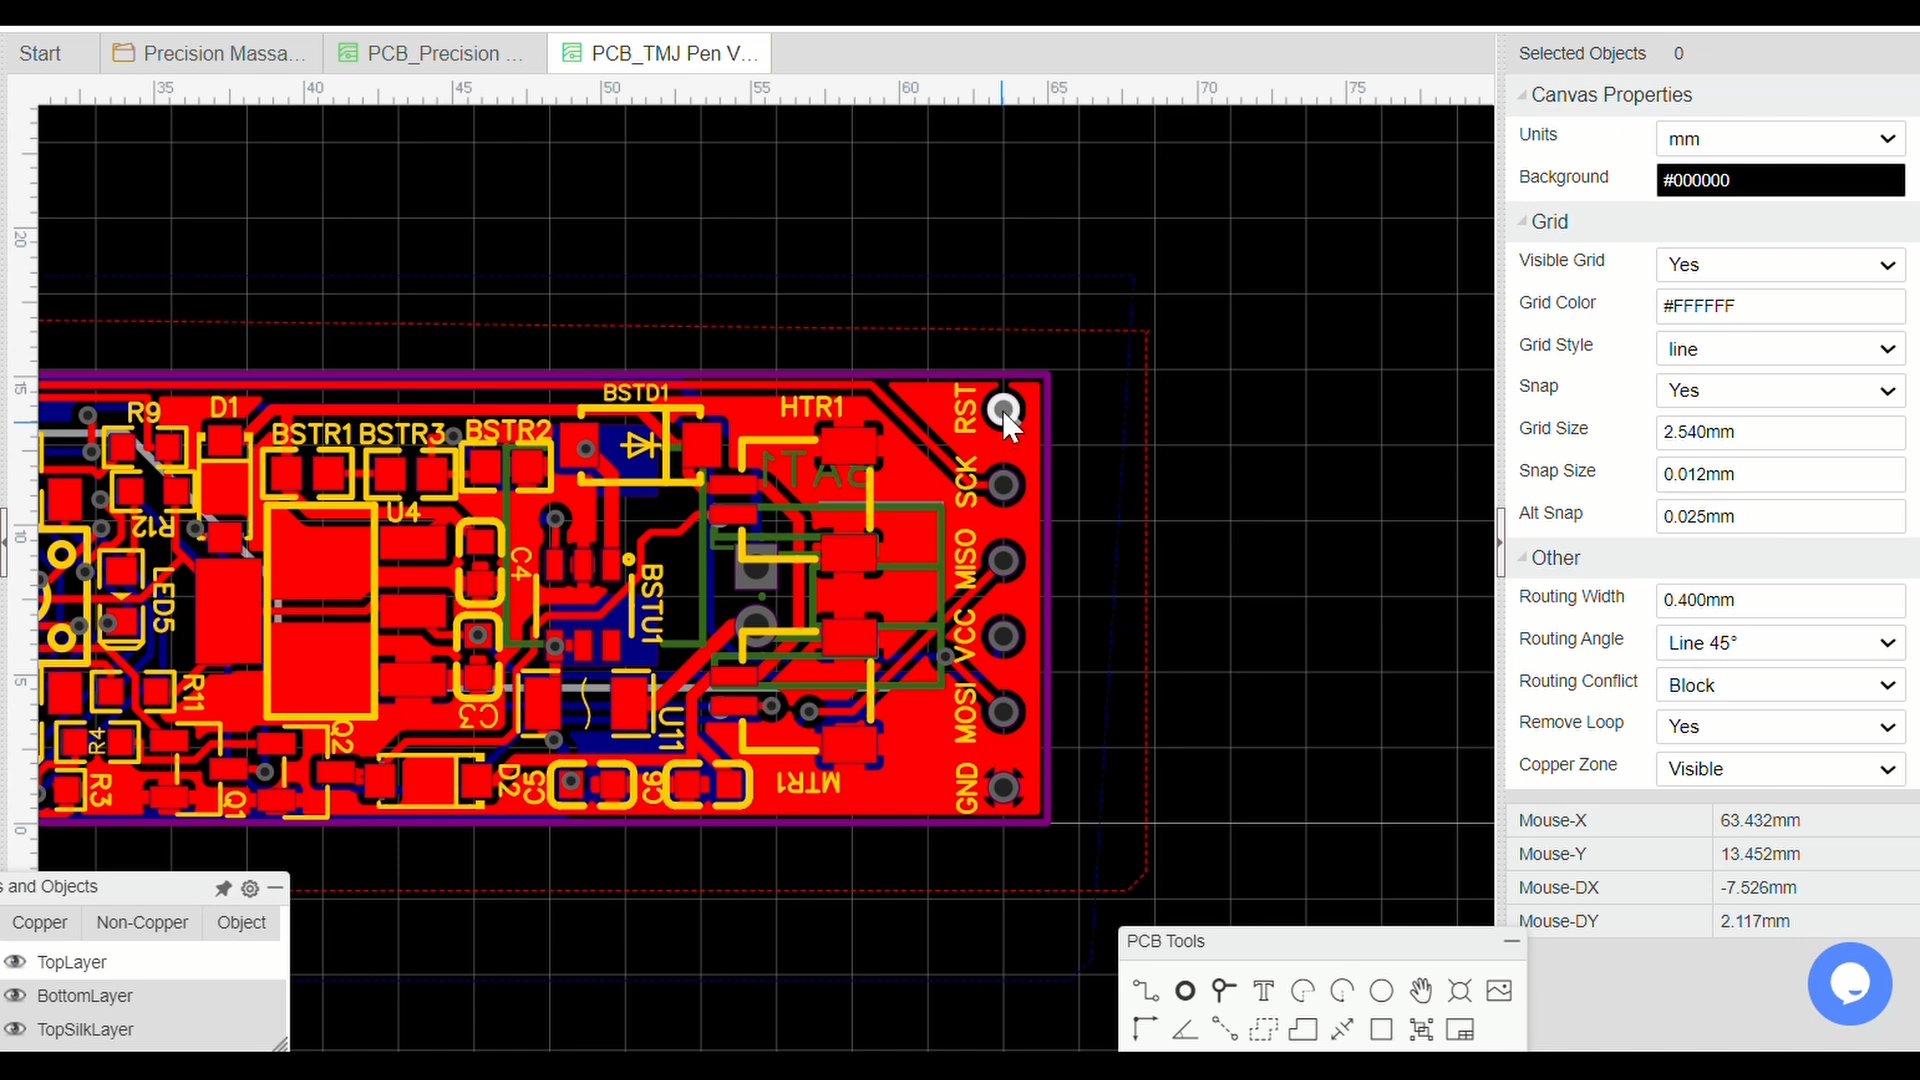 Start
Precision Massa...
PCB_Precision ...
PCB_TMJ Pen V...
35
40
45
50
55
60
65
70
75
20
15
10
5
0
R9
D1
BSTR1
BSTR3
BSTR2
BSTD1
HTR1
BAT1
R12
U4
LED5
C4
BSTU1
R11
C3
U11
R4
Q2
R3
Q1
D2
C5
C9
MTR1
RST
SCK
MISO
VCC
MOSI
GND
s and Objects
Copper
Non-Copper
Object
TopLayer
BottomLayer
TopSilkLayer
PCB Tools
T
Selected Objects 0
Canvas Properties
Units mm
Background #000000
Grid
Visible Grid Yes
Grid Color #FFFFFF
Grid Style line
Snap Yes
Grid Size 2.540mm
Snap Size 0.012mm
Alt Snap 0.025mm
Other
Routing Width 0.400mm
Routing Angle Line 45°
Routing Conflict Block
Remove Loop Yes
Copper Zone Visible
Mouse-X 63.432mm
Mouse-Y 13.452mm
Mouse-DX -7.526mm
Mouse-DY 2.117mm